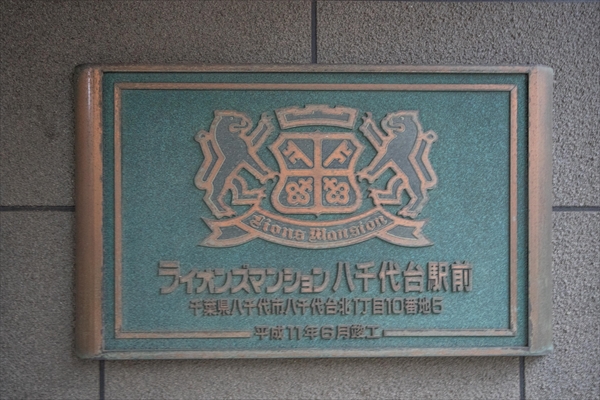 Lions Mansion
ライオンズマンション八千代台駅前
千葉県八千代市八千代台北1丁目10番地6
平成11年6月竣工